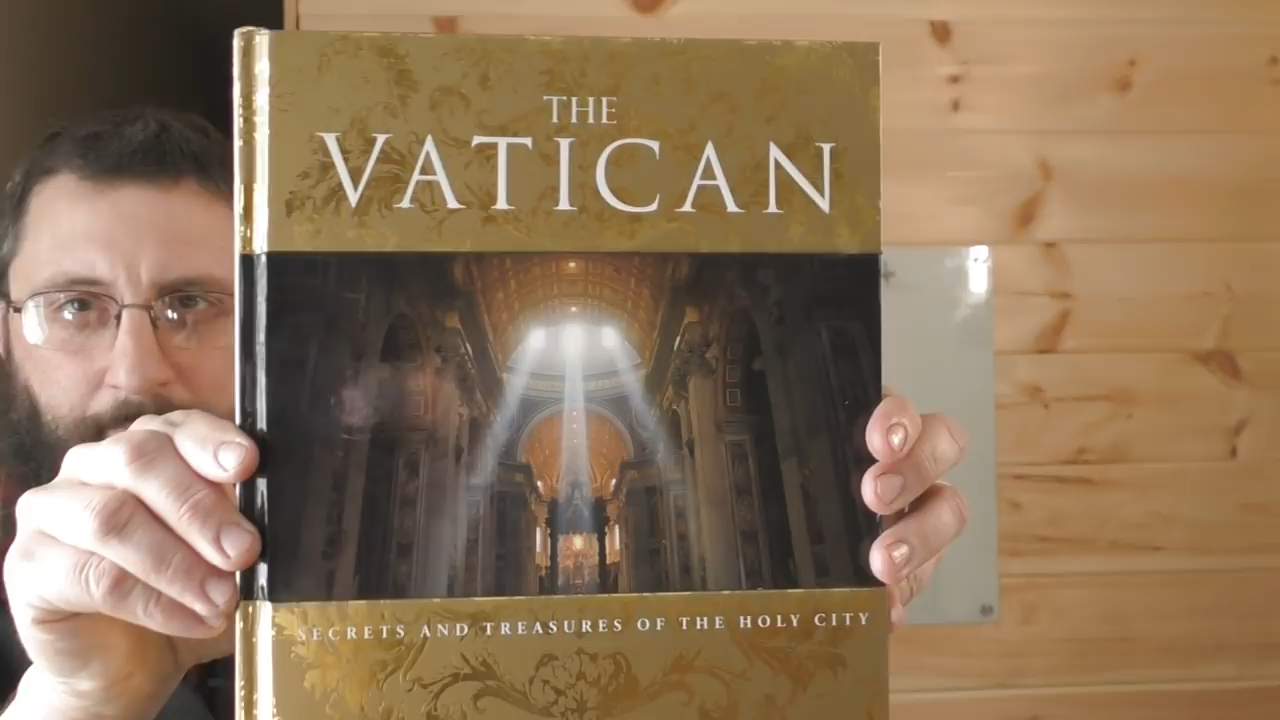 THE
VATICAN
SECRETS AND TREASURES OF THE HOLY CITY